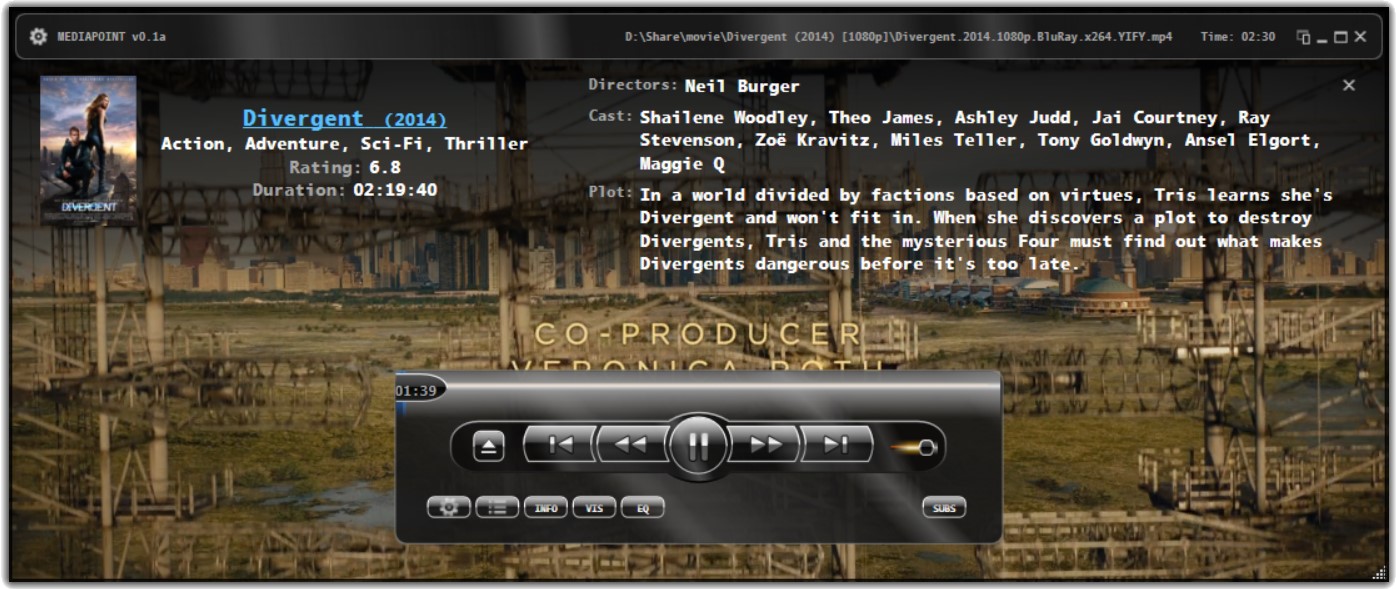 MEDIAPOINT v0.1a
D:\Share\movie\Divergent (2014) [1080p]\Divergent.2014.1080p.BluRay.x264.YIFY.mp4 Time: 02:30
DIVERGENT
Divergent (2014)
Action, Adventure, Sci-Fi, Thriller
Rating: 6.8
Duration: 02:19:40
Directors: Neil Burger
Cast: Shailene Woodley, Theo James, Ashley Judd, Jai Courtney, Ray
Stevenson, Zoë Kravitz, Miles Teller, Tony Goldwyn, Ansel Elgort,
Maggie Q
Plot: In a world divided by factions based on virtues, Tris learns she's
Divergent and won't fit in. When she discovers a plot to destroy
Divergents, Tris and the mysterious Four must find out what makes
Divergents dangerous before it's too late.
CO-PRODUCER
VERONICA ROTH
01:39
INFO VIS EQ SUBS